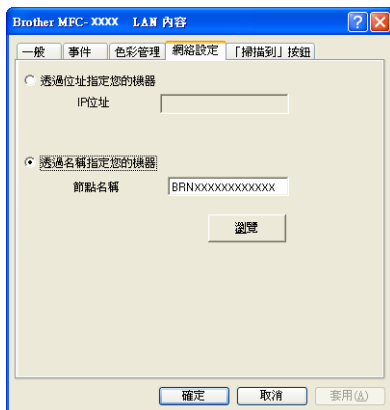 Brother MFC- XXXX LAN 內容
一般 事件 色彩管理 網絡設定 「掃描到」按鈕
透過位址指定您的機器
IP位址
透過名稱指定您的機器
節點名稱 BRNXXXXXXXXXXXX
瀏覽
確定 取消 套用(A)